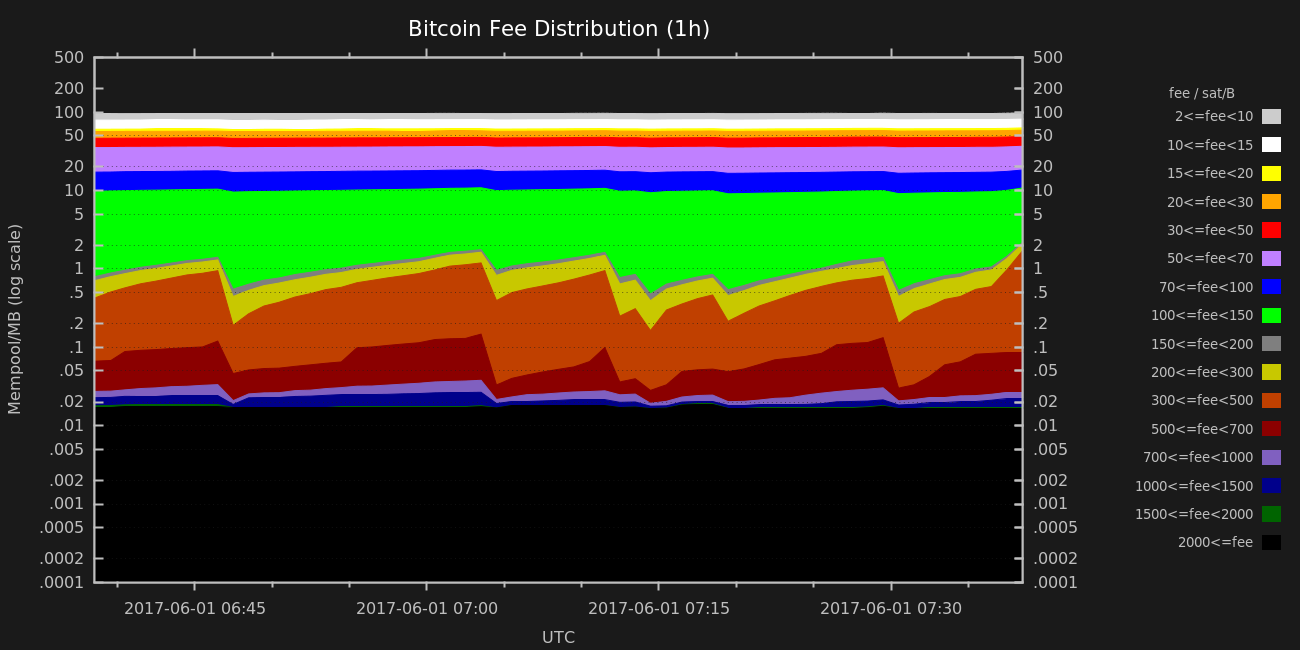 Bitcoin Fee Distribution (1h)
500 500
200 200
100 100
50 50
20 20
10 10
5 5
2 2
1 1
.5 .5
.2 .2
.1 .1
.05 .05
.02 .02
.01 .01
.005 .005
.002 .002
.001 .001
.0005 .0005
.0002 .0002
.0001 .0001
Mempool/MB (log scale)
2017-06-01 06:45 2017-06-01 07:00 2017-06-01 07:15 2017-06-01 07:30
UTC
fee / sat/B
2<=fee<10
10<=fee<15
15<=fee<20
20<=fee<30
30<=fee<50
50<=fee<70
70<=fee<100
100<=fee<150
150<=fee<200
200<=fee<300
300<=fee<500
500<=fee<700
700<=fee<1000
1000<=fee<1500
1500<=fee<2000
2000<=fee